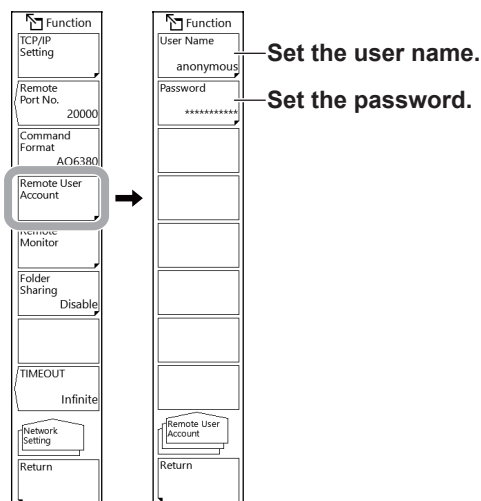 Function
TCP/IP
Setting
Remote
Port No.
20000
Command
Format
AQ6380
Remote User
Account
Remote
Monitor
Folder
Sharing
Disable
TIMEOUT
Infinite
Network
Setting
Return
Function
User Name
anonymous
Password
***********
Remote User
Account
Return
Set the user name.
Set the password.